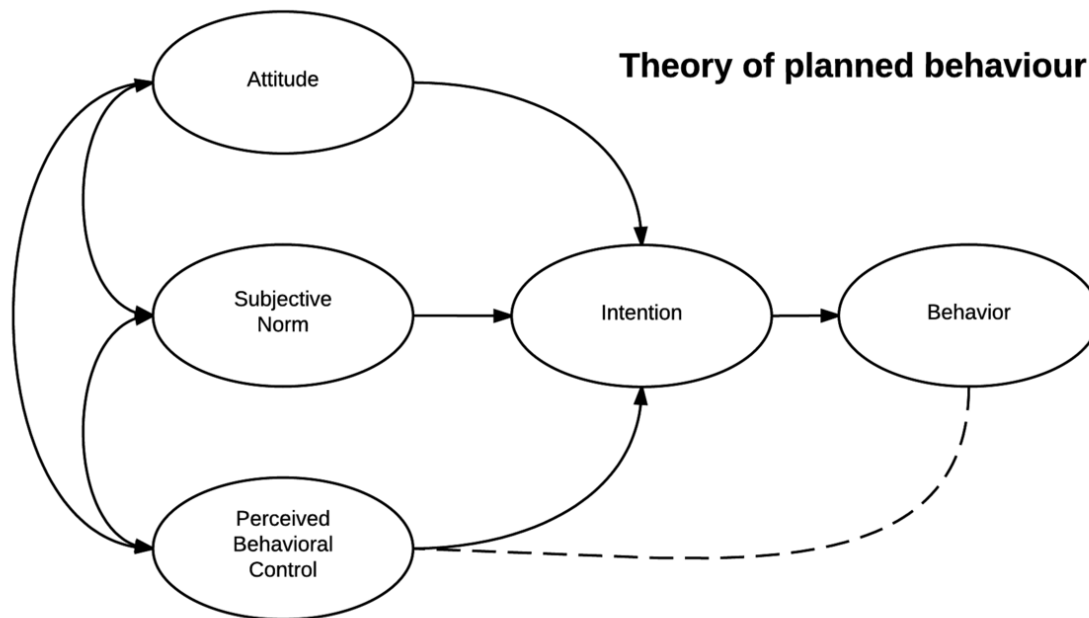 Theory of planned behaviour
Attitude
Subjective
Norm
Intention
Behavior
Perceived
Behavioral
Control